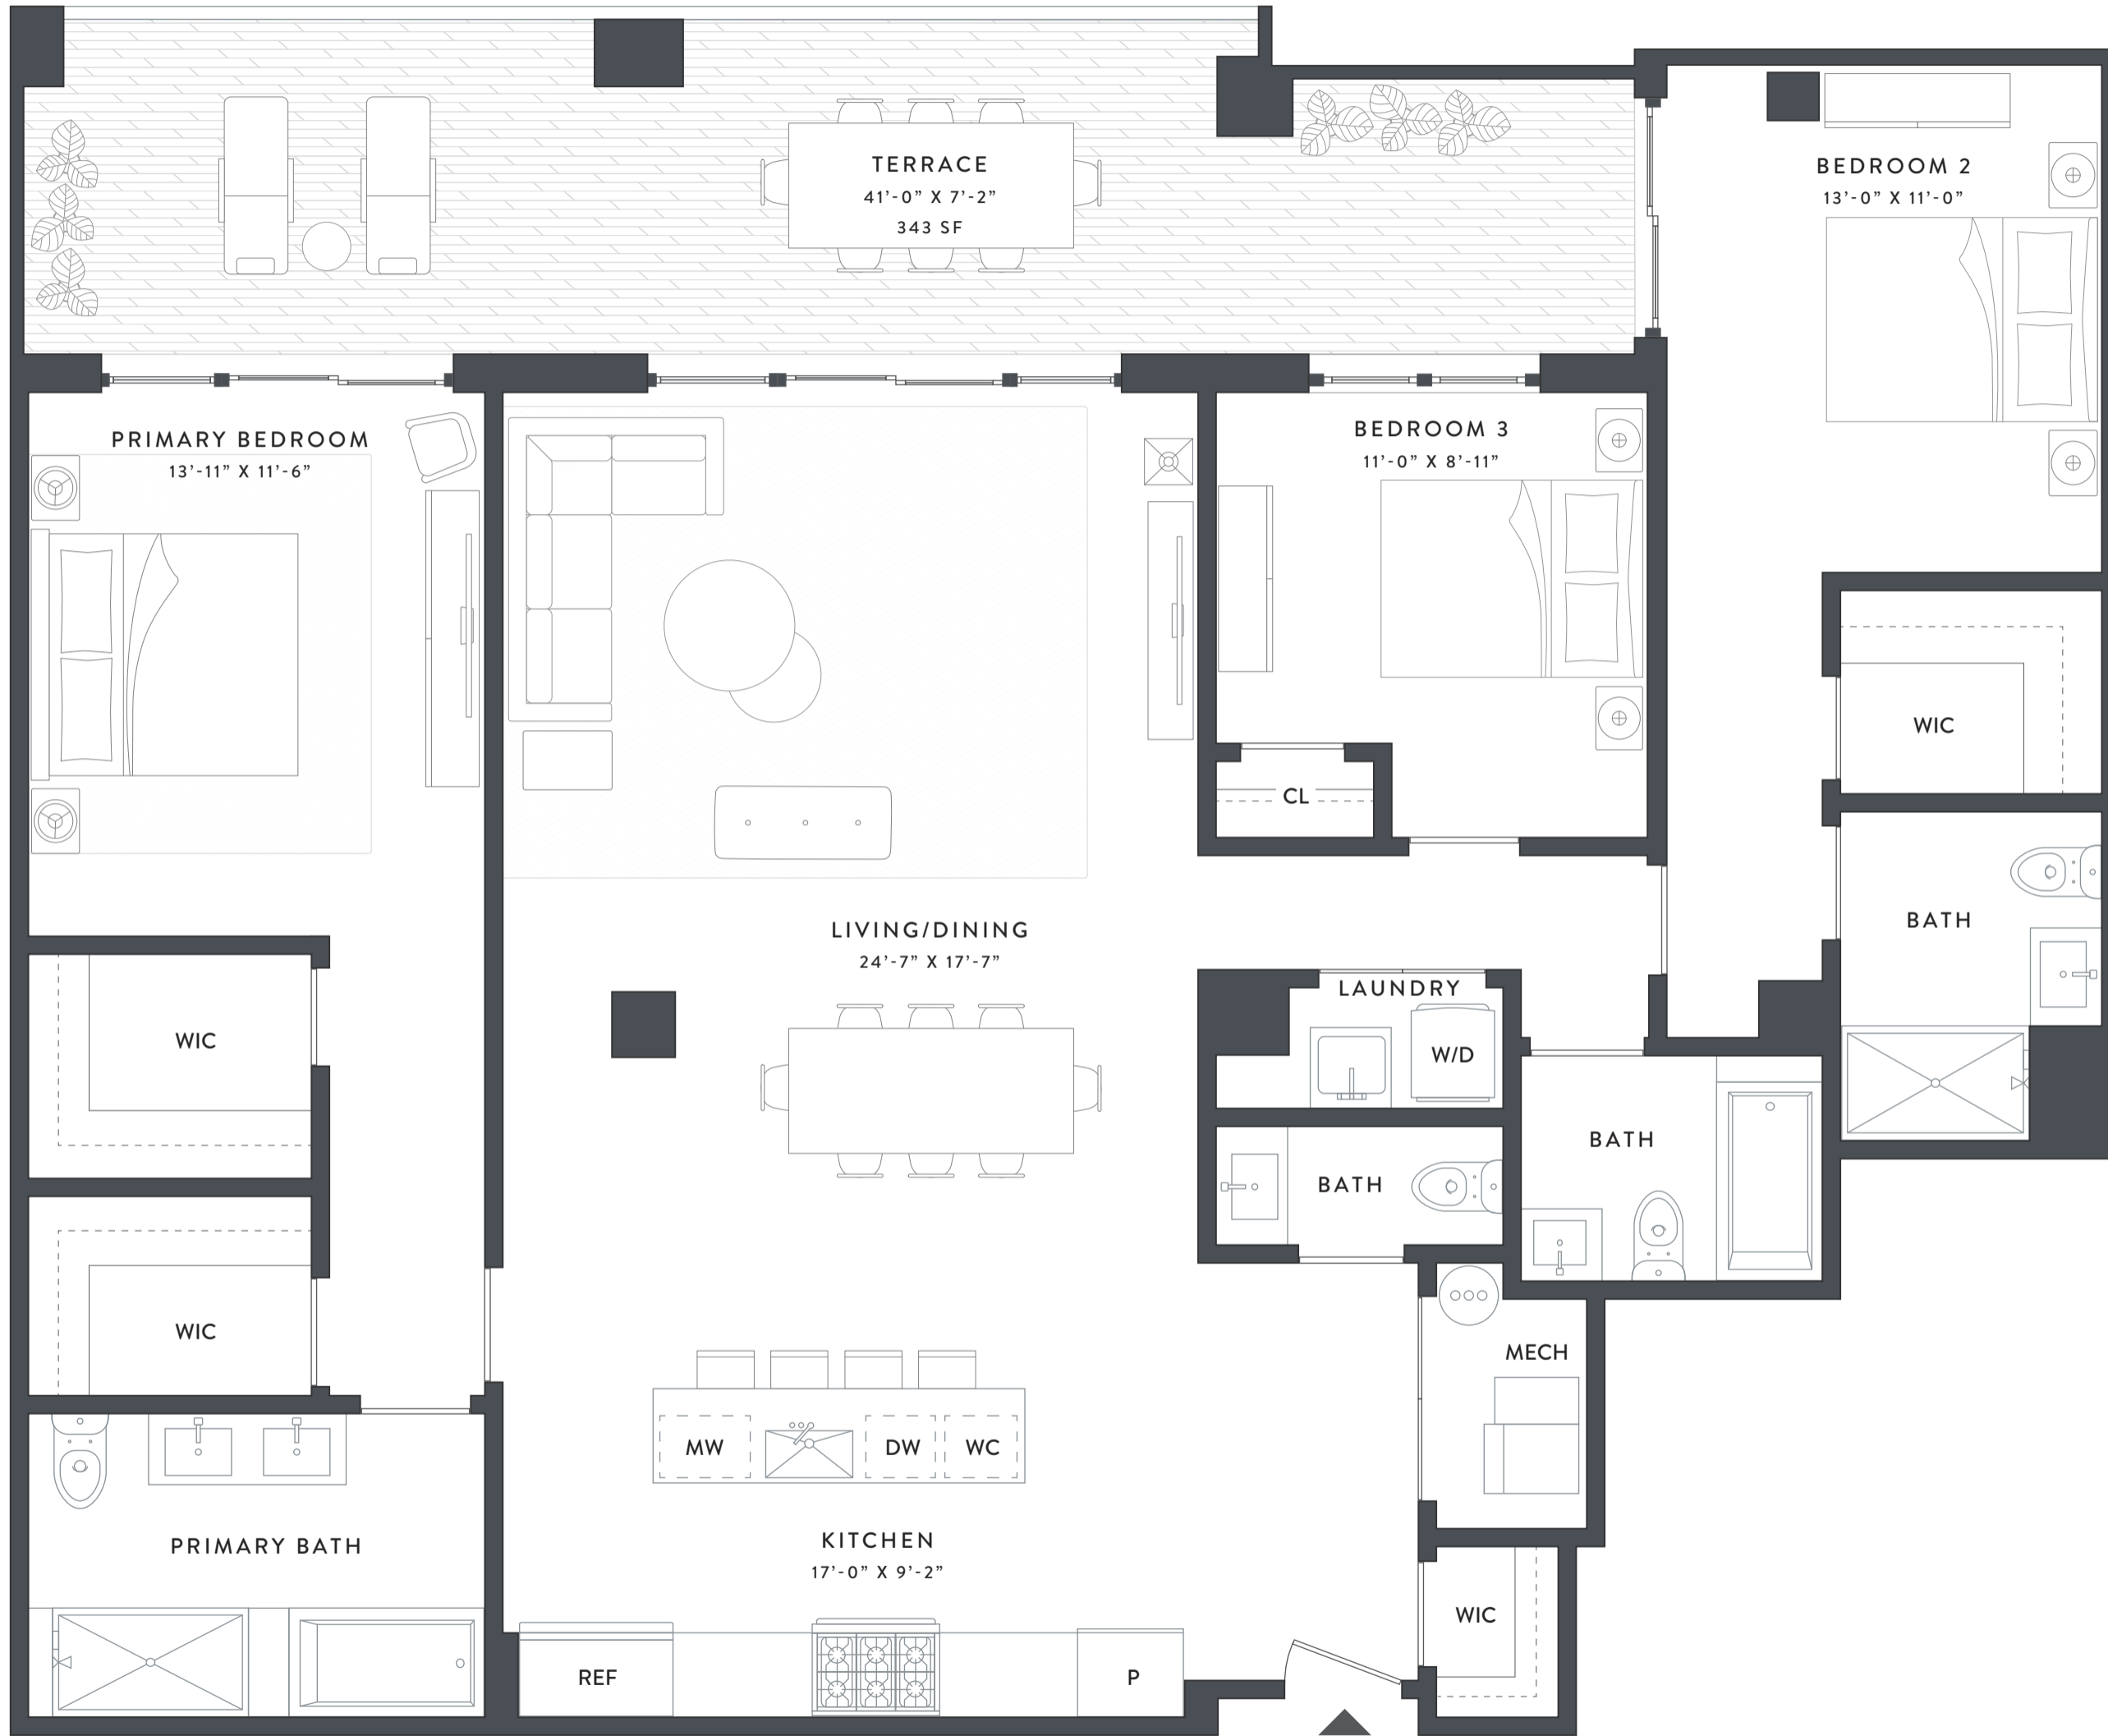 TERRACE
41’-0” X 7’-2”
343 SF
BEDROOM 2
13’-0” X 11’-0”
PRIMARY BEDROOM
13’-11” X 11’-6”
BEDROOM 3
11’-0” X 8’-11”
WIC
CL
BATH
LIVING/DINING
24’-7” X 17’-7”
LAUNDRY
W/D
WIC
BATH
BATH
WIC
MECH
MW
DW
WC
PRIMARY BATH
KITCHEN
17’-0” X 9’-2”
WIC
REF
P